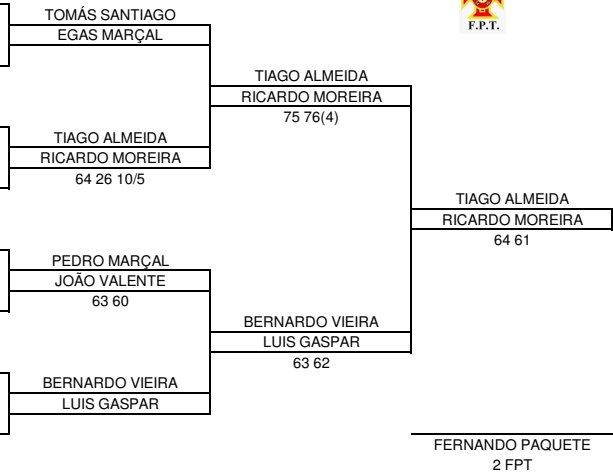 F.P.T.
TOMÁS SANTIAGO
EGAS MARÇAL
TIAGO ALMEIDA
RICARDO MOREIRA
75 76(4)
TIAGO ALMEIDA
RICARDO MOREIRA
64 26 10/5
TIAGO ALMEIDA
RICARDO MOREIRA
64 61
PEDRO MARÇAL
JOÃO VALENTE
63 60
BERNARDO VIEIRA
LUIS GASPAR
63 62
BERNARDO VIEIRA
LUIS GASPAR
FERNANDO PAQUETE
2 FPT